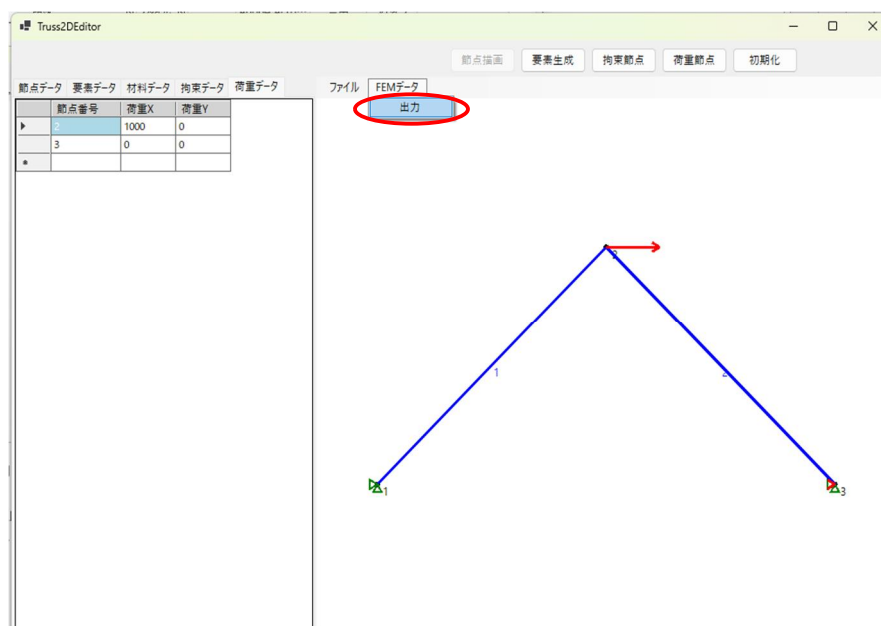 Truss2DEditor
節点描画 要素生成 拘束節点 荷重節点 初期化
節点データ 要素データ 材料データ 拘束データ 荷重データ ファイル FEMデータ
出力
節点番号 荷重X 荷重Y
2 1000 0
3 0 0
2
1 2
1 3